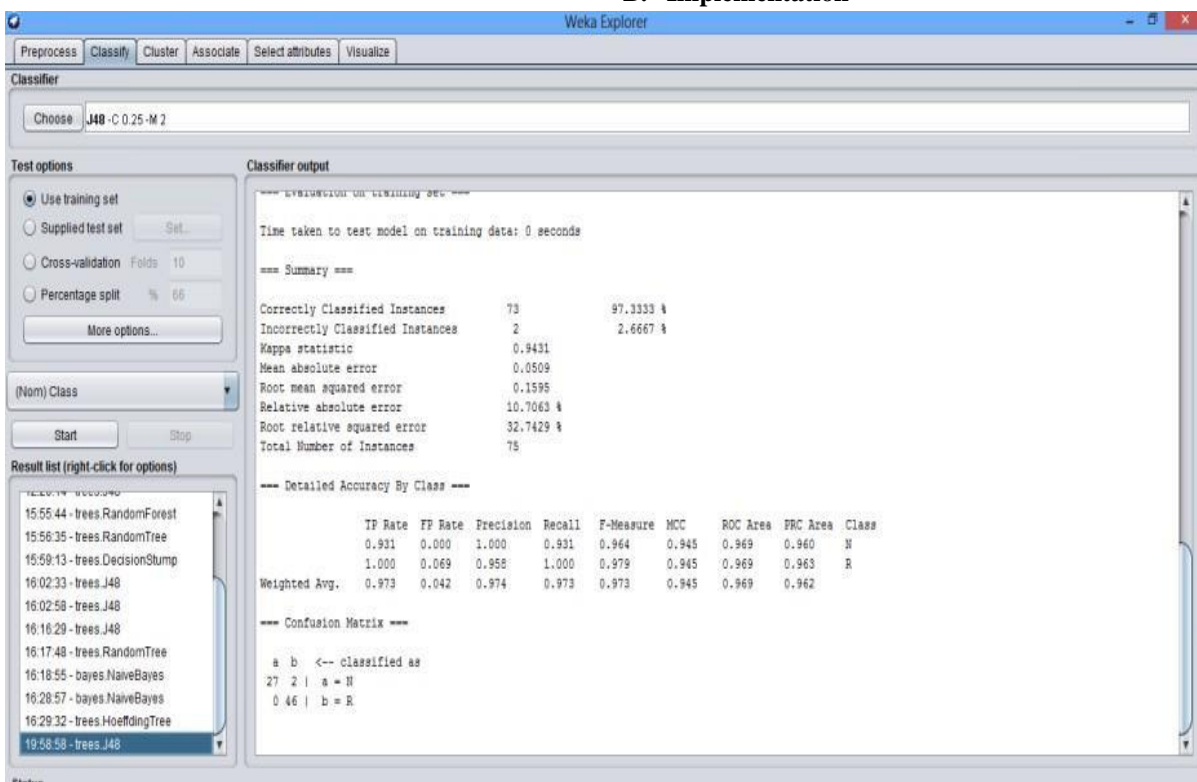 B. Implementation
Weka Explorer
Preprocess Classify Cluster Associate Select attributes Visualize
Classifier
Choose J48 -C 0.25 -M 2
Test options
Use training set
Supplied test set Set...
Cross-validation Folds 10
Percentage split % 66
More options...
(Nom) Class
Start Stop
Result list (right-click for options)
15:55:44 - trees.RandomForest
15:56:35 - trees.RandomTree
15:59:13 - trees.DecisionStump
16:02:33 - trees.J48
16:02:58 - trees.J48
16:16:29 - trees.J48
16:17:48 - trees.RandomTree
16:18:55 - bayes.NaiveBayes
16:28:57 - bayes.NaiveBayes
16:29:32 - trees.HoeffdingTree
19:58:58 - trees.J48
Classifier output
=== Evaluation on training set ===
Time taken to test model on training data: 0 seconds
=== Summary ===
Correctly Classified Instances 73 97.3333 %
Incorrectly Classified Instances 2 2.6667 %
Kappa statistic 0.9431
Mean absolute error 0.0509
Root mean squared error 0.1595
Relative absolute error 10.7063 %
Root relative squared error 32.7429 %
Total Number of Instances 75
=== Detailed Accuracy By Class ===
TP Rate FP Rate Precision Recall F-Measure MCC ROC Area PRC Area Class
0.931 0.000 1.000 0.931 0.964 0.945 0.969 0.960 N
1.000 0.069 0.958 1.000 0.979 0.945 0.969 0.963 R
Weighted Avg. 0.973 0.042 0.974 0.973 0.973 0.945 0.969 0.962
=== Confusion Matrix ===
a b <-- classified as
27 2 | a = N
0 46 | b = R